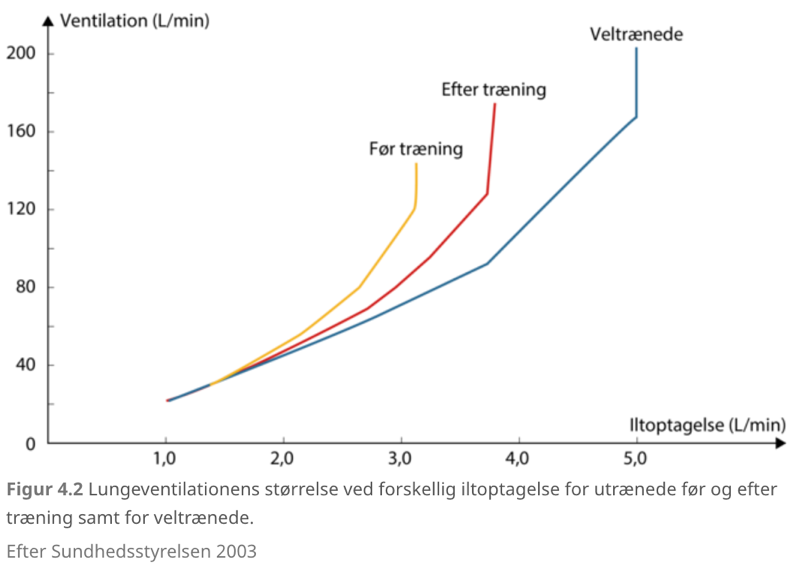 Ventilation (L/min)
Veltrænede
200
Efter træning
160
Før træning
120
80
40
Iltoptagelse (L/min)
0
1,0 2,0 3,0 4,0 5,0
Figur 4.2 Lungeventilationens størrelse ved forskellig iltoptagelse for utrænede før og efter
træning samt for veltrænede.
Efter Sundhedsstyrelsen 2003